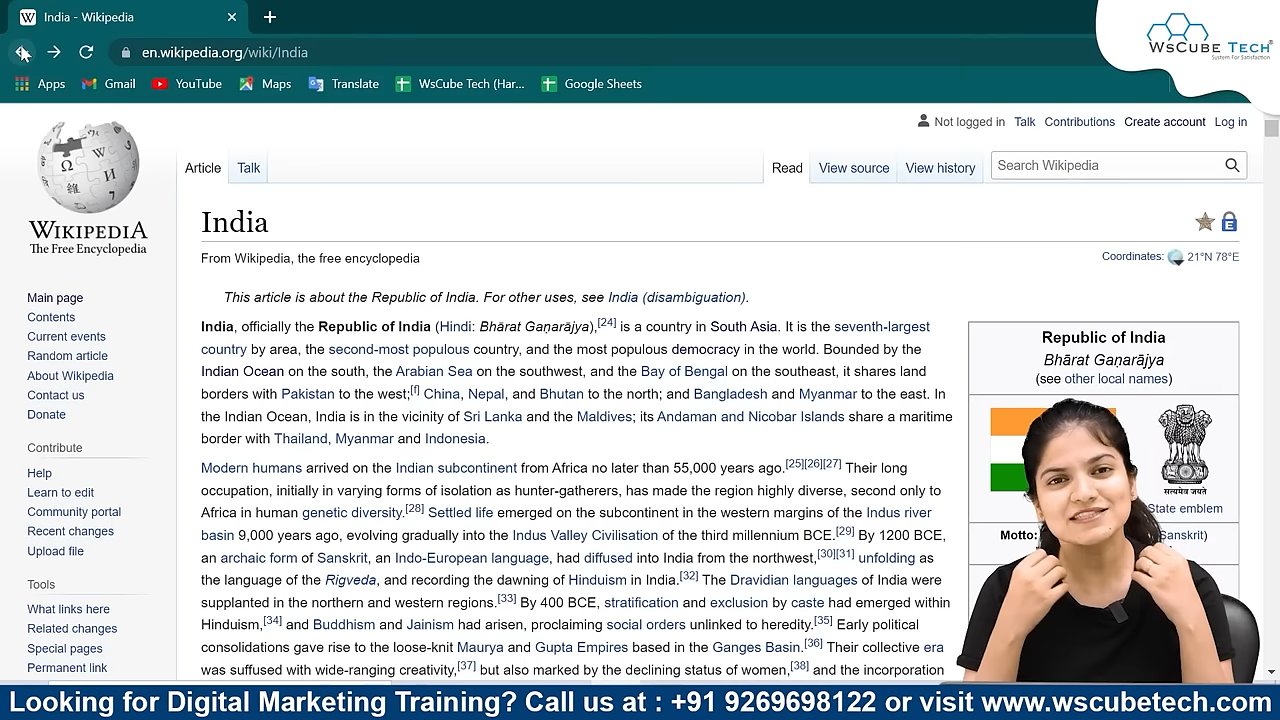 India - Wikipedia
WsCube Tech®
System For Satisfaction
en.wikipedia.org/wiki/India
Apps Gmail YouTube Maps Translate WsCube Tech (Har... Google Sheets
Not logged in Talk Contributions Create account Log in
Article Talk Read View source View history Search Wikipedia
WIKIPEDIA
The Free Encyclopedia
India
From Wikipedia, the free encyclopedia
Coordinates: 21°N 78°E
This article is about the Republic of India. For other uses, see India (disambiguation).
India, officially the Republic of India (Hindi: Bhārat Gaṇarājya),[24] is a country in South Asia. It is the seventh-largest
country by area, the second-most populous country, and the most populous democracy in the world. Bounded by the
Indian Ocean on the south, the Arabian Sea on the southwest, and the Bay of Bengal on the southeast, it shares land
borders with Pakistan to the west;[f] China, Nepal, and Bhutan to the north; and Bangladesh and Myanmar to the east. In
the Indian Ocean, India is in the vicinity of Sri Lanka and the Maldives; its Andaman and Nicobar Islands share a maritime
border with Thailand, Myanmar and Indonesia.
Modern humans arrived on the Indian subcontinent from Africa no later than 55,000 years ago.[25][26][27] Their long
occupation, initially in varying forms of isolation as hunter-gatherers, has made the region highly diverse, second only to
Africa in human genetic diversity.[28] Settled life emerged on the subcontinent in the western margins of the Indus river
basin 9,000 years ago, evolving gradually into the Indus Valley Civilisation of the third millennium BCE.[29] By 1200 BCE,
an archaic form of Sanskrit, an Indo-European language, had diffused into India from the northwest,[30][31] unfolding as
the language of the Rigveda, and recording the dawning of Hinduism in India.[32] The Dravidian languages of India were
supplanted in the northern and western regions.[33] By 400 BCE, stratification and exclusion by caste had emerged within
Hinduism,[34] and Buddhism and Jainism had arisen, proclaiming social orders unlinked to heredity.[35] Early political
consolidations gave rise to the loose-knit Maurya and Gupta Empires based in the Ganges Basin.[36] Their collective era
was suffused with wide-ranging creativity,[37] but also marked by the declining status of women,[38] and the incorporation
Republic of India
Bhārat Gaṇarājya
(see other local names)
सत्यमेव जयते
State emblem
Motto: Sanskrit)
Main page
Contents
Current events
Random article
About Wikipedia
Contact us
Donate
Contribute
Help
Learn to edit
Community portal
Recent changes
Upload file
Tools
What links here
Related changes
Special pages
Permanent link
Looking for Digital Marketing Training? Call us at : +91 9269698122 or visit www.wscubetech.com